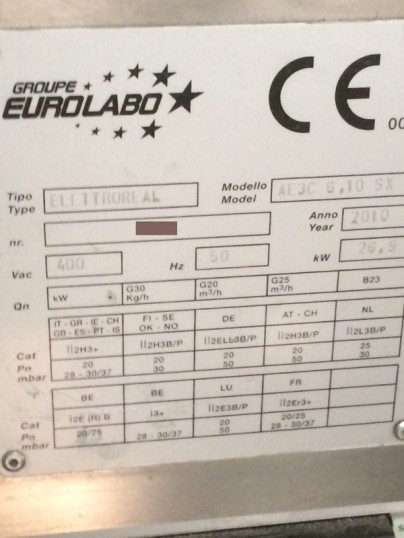 GROUPE
EUROLABO
CE
00
Tipo
Type
ELETTROREAL
Modello
Model
AE3C 6,10 SX
nr.
Anno
Year
2010
Vac
400
Hz
50
kW
26,9
Qn
kW
G30
Kg/h
G20
m³/h
G25
m³/h
B23
IT - GR - IE - CH
GB - ES - PT - IS
FI - SE
DK - NO
DE
AT - CH
NL
Cat
II2H3+
II2H3B/P
II2ELL3B/P
II2H3B/P
II2L3B/P
Pn
mbar
20
28 - 30/37
20
30
20
50
20
50
25
30
BE
BE
LU
FR
Cat
I2E (R) B
I3+
II2E3B/P
II2Er3+
Pn
mbar
20/25
28 - 30/37
20
50
20/25
28 - 30/37